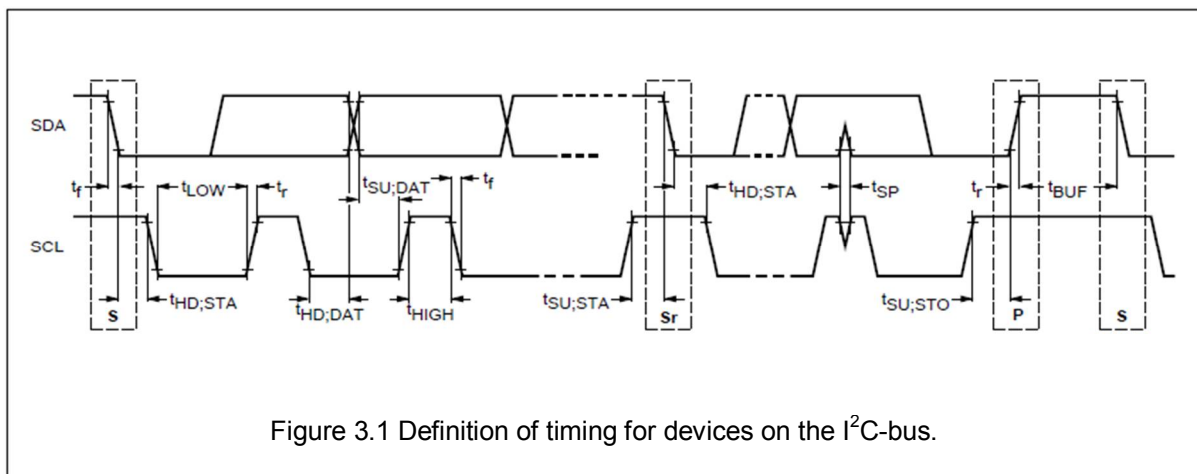 SDA
tf
tLOW
tr
tSU;DAT
tf
tHD;STA
tSP
tr
tBUF
SCL
tHD;STA
tHD;DAT
tHIGH
tSU;STA
tSU;STO
S
Sr
P
S
Figure 3.1 Definition of timing for devices on the I²C-bus.